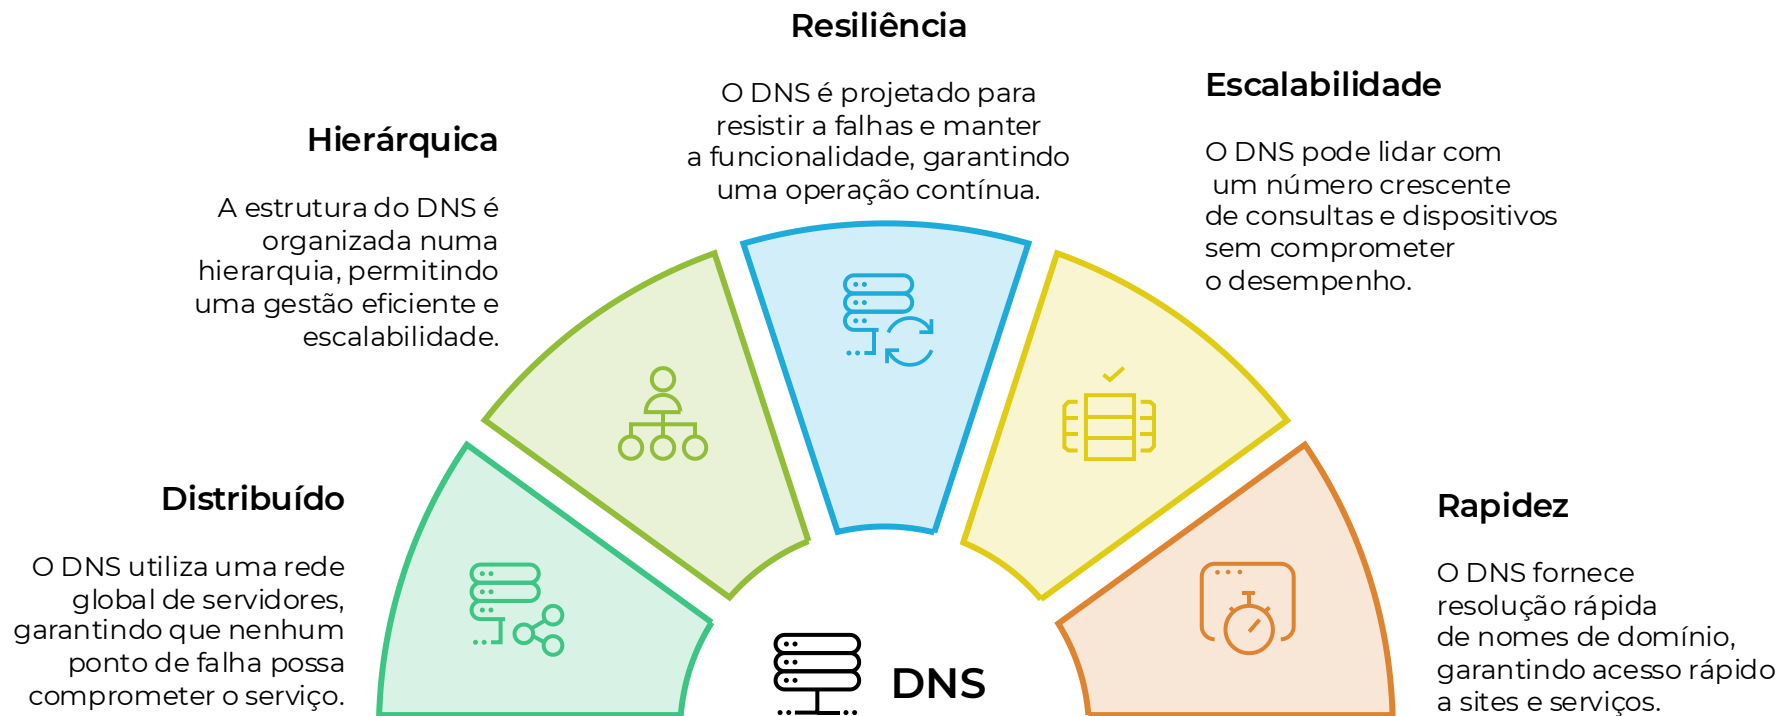 Distribuído
O DNS utiliza uma rede
global de servidores,
garantindo que nenhum
ponto de falha possa
comprometer o serviço.
Hierárquica
A estrutura do DNS é
organizada numa
hierarquia, permitindo
uma gestão eficiente e
escalabilidade.
Resiliência
O DNS é projetado para
resistir a falhas e manter
a funcionalidade, garantindo
uma operação contínua.
Escalabilidade
O DNS pode lidar com
um número crescente
de consultas e dispositivos
sem comprometer
o desempenho.
Rapidez
O DNS fornece
resolução rápida
de nomes de domínio,
garantindo acesso rápido
a sites e serviços.
DNS